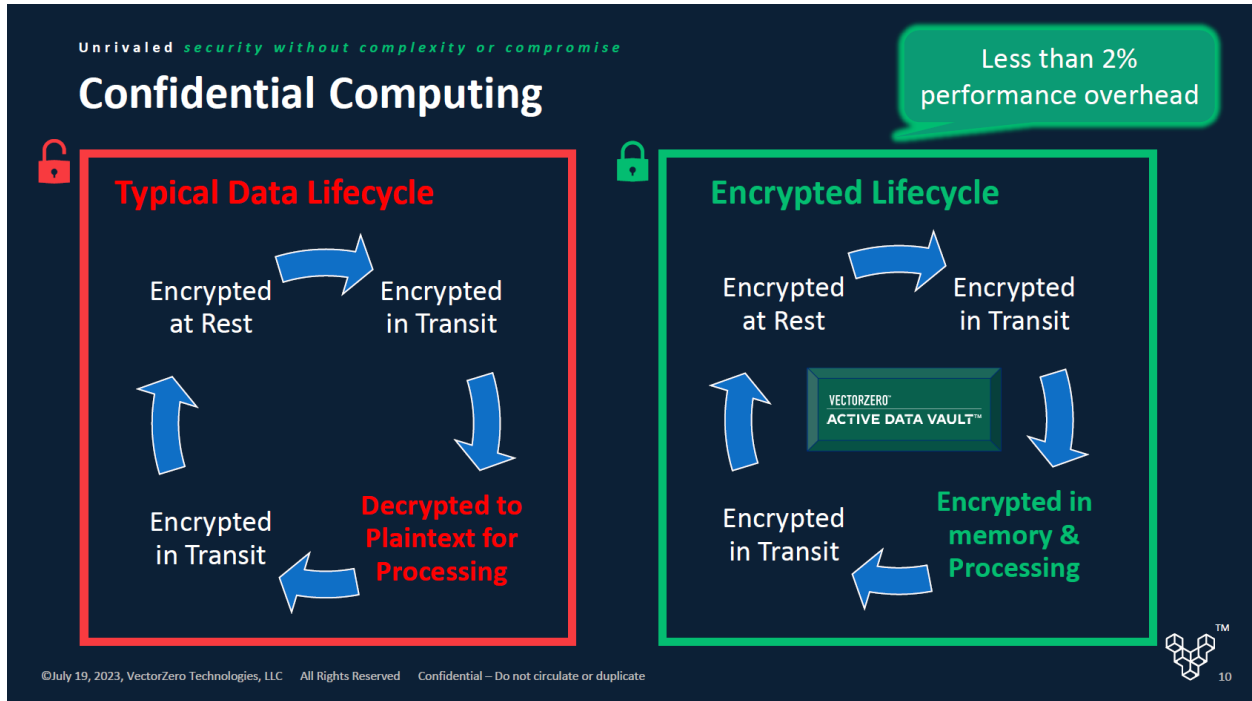 Unrivaled security without complexity or compromise
Confidential Computing
Less than 2%
performance overhead
Typical Data Lifecycle
Encrypted
at Rest
Encrypted
in Transit
Decrypted to
Plaintext for
Processing
Encrypted
in Transit
Encrypted Lifecycle
Encrypted
at Rest
Encrypted
in Transit
VECTORZERO™
ACTIVE DATA VAULT™
Encrypted in
memory &
Processing
Encrypted
in Transit
©July 19, 2023, VectorZero Technologies, LLC All Rights Reserved Confidential – Do not circulate or duplicate
TM
10